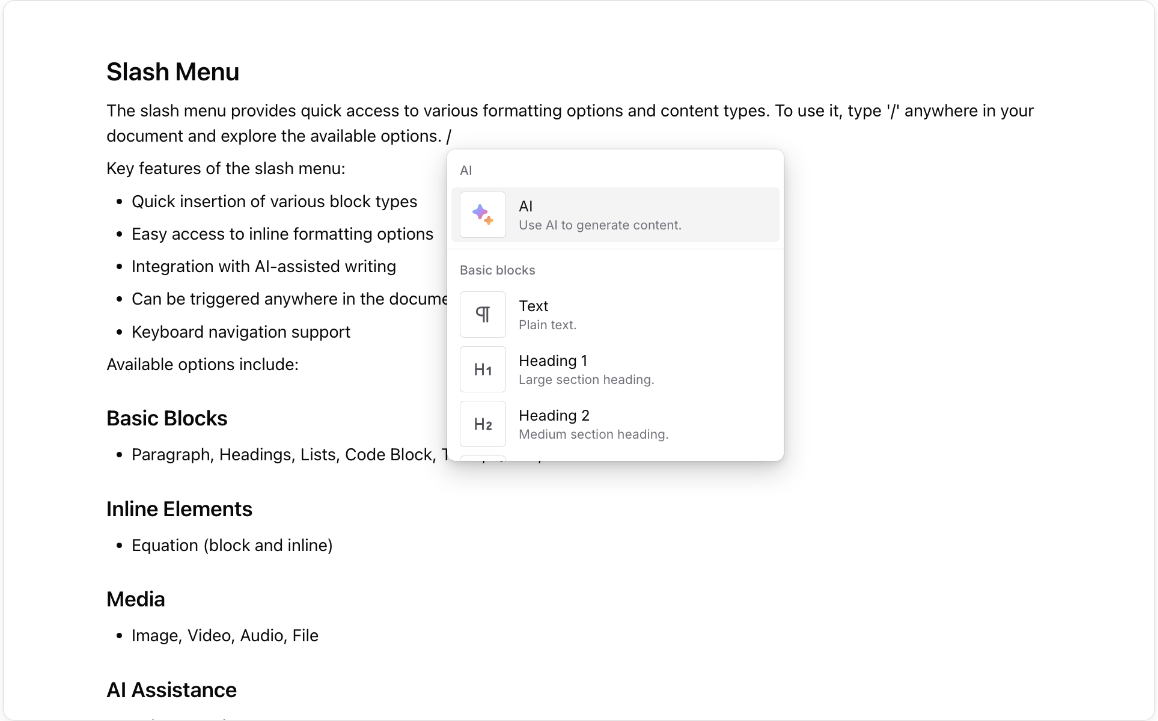 Slash Menu
The slash menu provides quick access to various formatting options and content types. To use it, type '/' anywhere in your
document and explore the available options. /
Key features of the slash menu:
• Quick insertion of various block types
• Easy access to inline formatting options
• Integration with AI-assisted writing
• Can be triggered anywhere in the
• Keyboard navigation support
Available options include:
Basic Blocks
• Paragraph, Headings, Lists, Code Block,
Inline Elements
• Equation (block and inline)
Media
• Image, Video, Audio, File
AI Assistance
AI
AI
Use AI to generate content.
Basic blocks
Text
Plain text.
H1
Heading 1
Large section heading.
H2
Heading 2
Medium section heading.